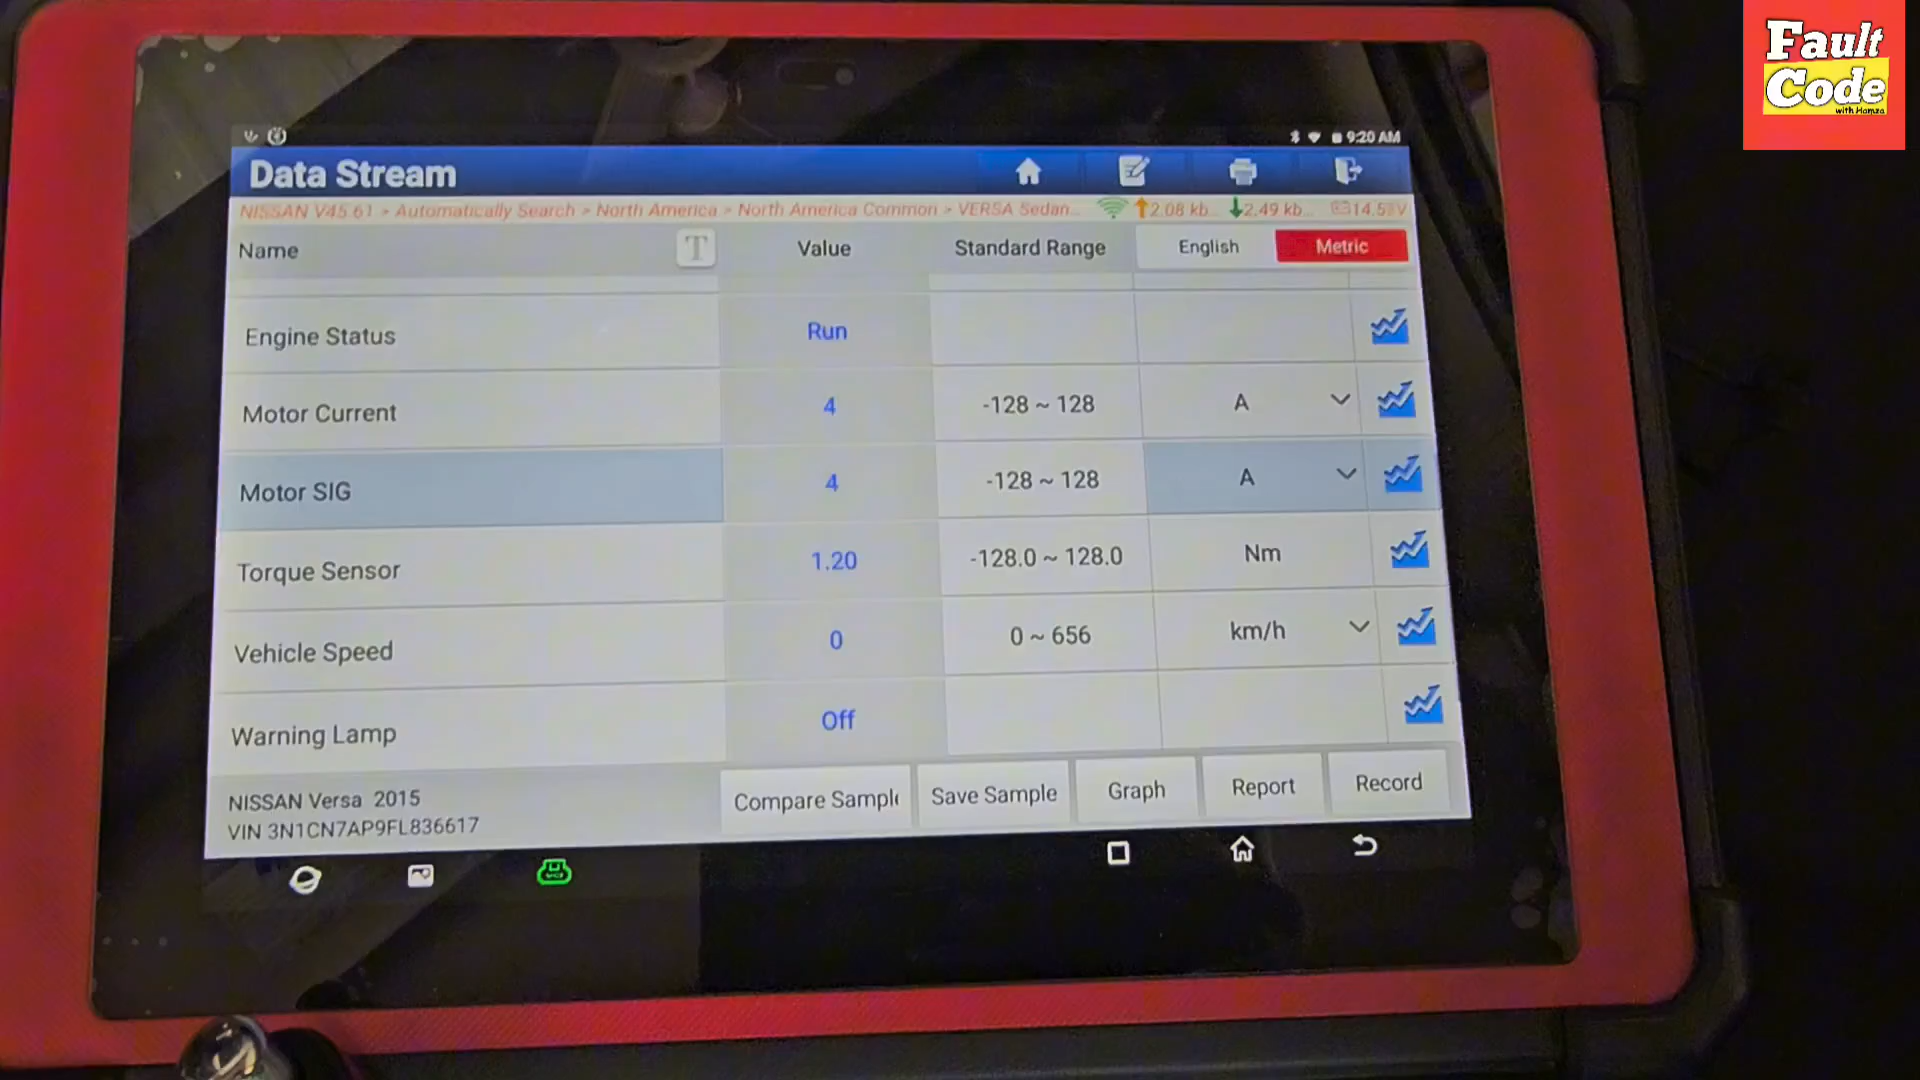 Fault
Code
with Hamza
9:20 AM
Data Stream
NISSAN V45.61 > Automatically Search > North America > North America Common > VERSA Sedan... 2.08 kb... 2.49 kb...
Name T Value Standard Range English Metric
Engine Status Run
Motor Current 4 -128 ~ 128 A
Motor SIG 4 -128 ~ 128 A
Torque Sensor 1.20 -128.0 ~ 128.0 Nm
Vehicle Speed 0 0 ~ 656 km/h
Warning Lamp Off
NISSAN Versa 2015
VIN 3N1CN7AP9FL836617
Compare Sample Save Sample Graph Report Record